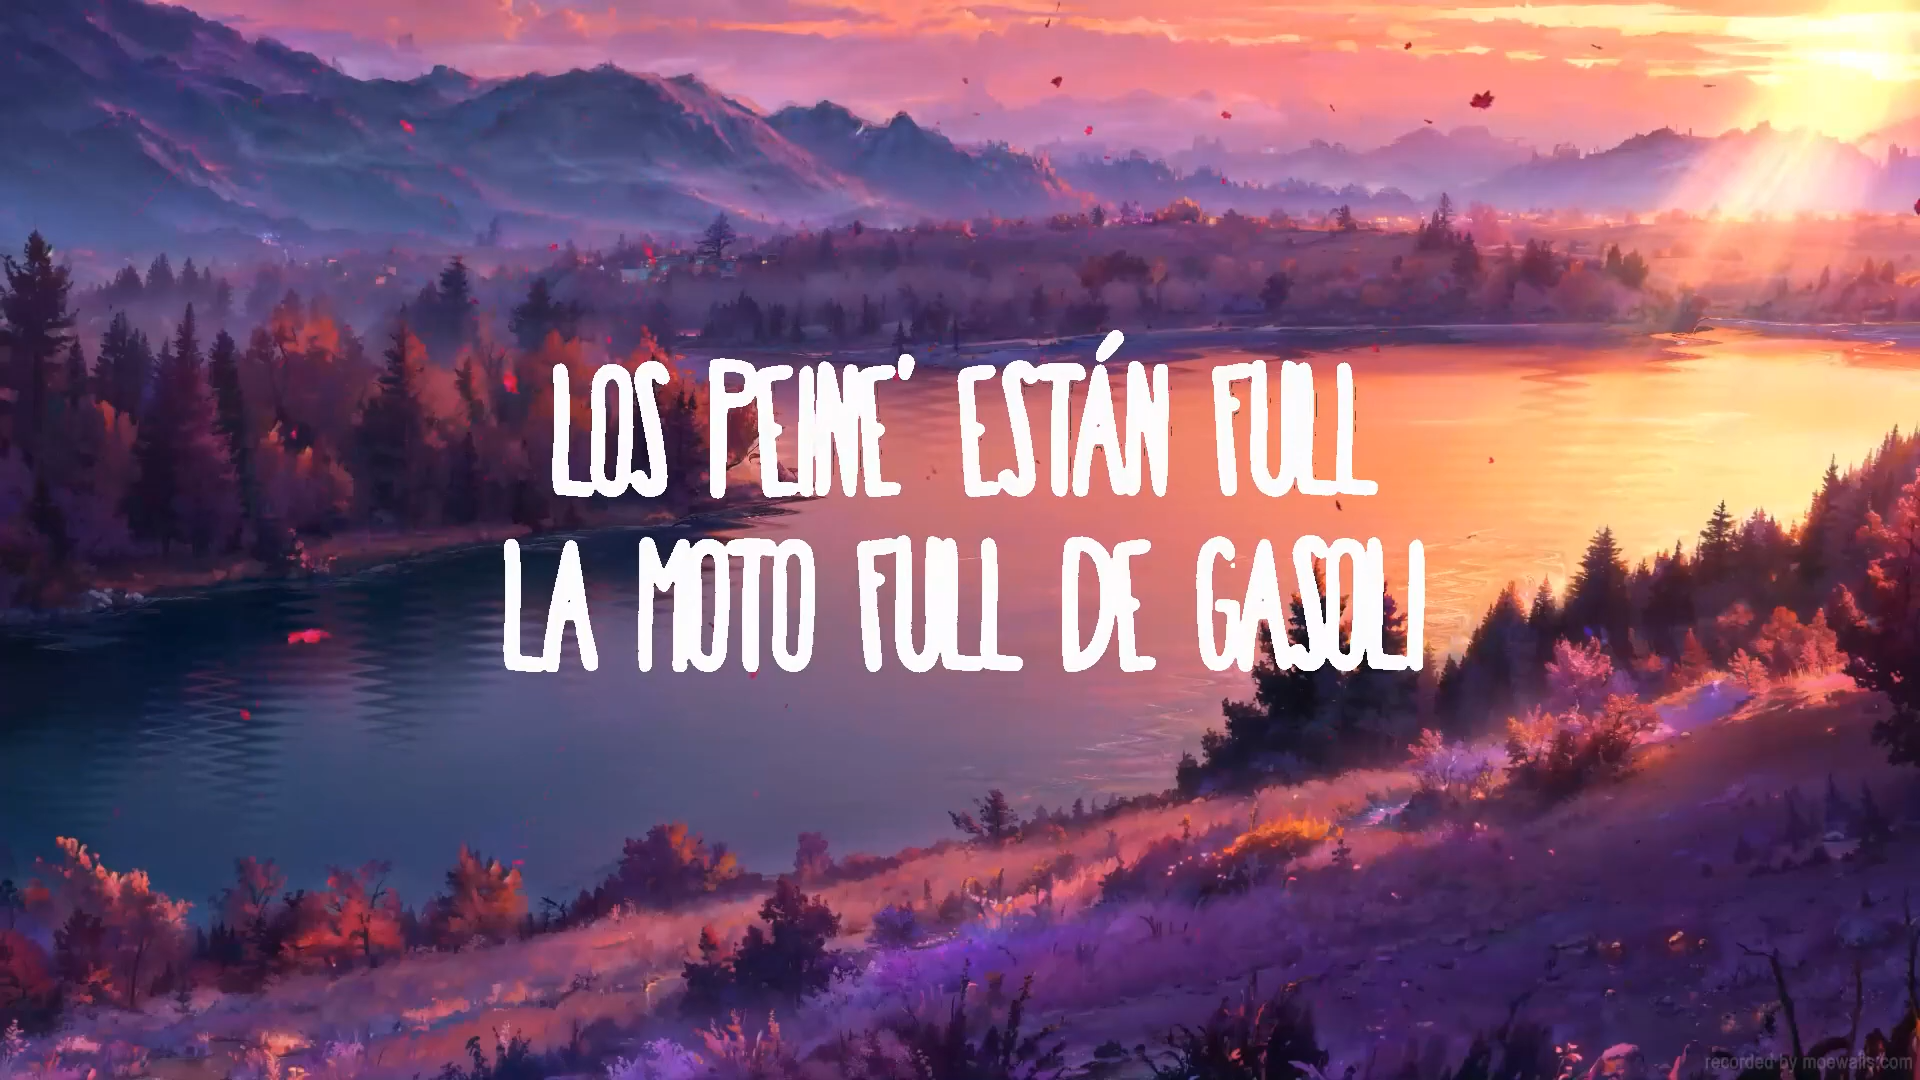 LOS PEINE' ESTÁN FULL
LA MOTO FULL DE GASOLI
recorded by moewalls.com